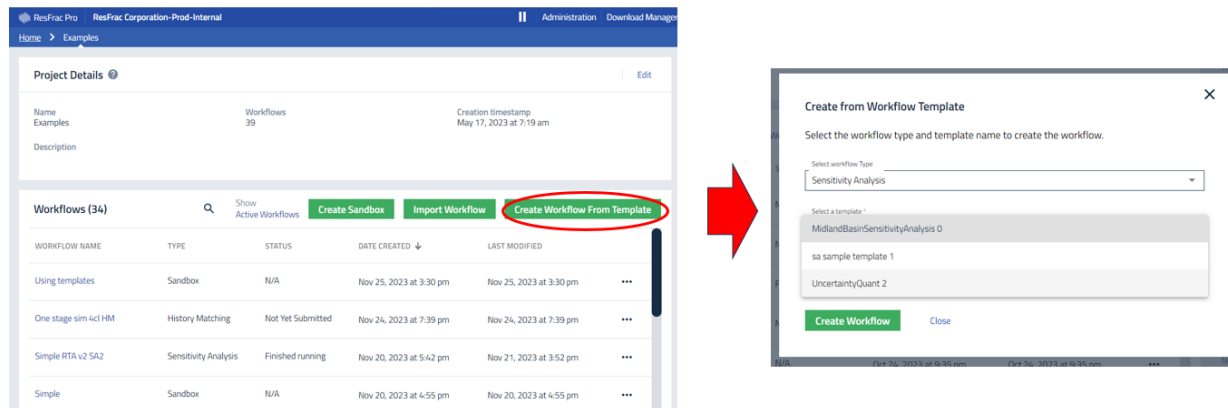 ResFrac Pro ResFrac Corporation-Prod-Internal Administration Download Manager
Home > Examples
Project Details
Edit
Name Workflows Creation timestamp
Examples 39 May 17, 2023 at 7:19 am
Description
Workflows (34)
Show
Active Workflows
Create Sandbox
Import Workflow
Create Workflow From Template
WORKFLOW NAME TYPE STATUS DATE CREATED LAST MODIFIED
Using templates Sandbox N/A Nov 25, 2023 at 3:30 pm Nov 25, 2023 at 3:30 pm
One stage sim 4cl HM History Matching Not Yet Submitted Nov 24, 2023 at 7:39 pm Nov 24, 2023 at 7:39 pm
Simple RTA v2 SA2 Sensitivity Analysis Finished running Nov 20, 2023 at 5:42 pm Nov 21, 2023 at 3:52 pm
Simple Sandbox N/A Nov 20, 2023 at 4:55 pm Nov 20, 2023 at 4:55 pm
Create from Workflow Template
Select the workflow type and template name to create the workflow.
Select workflow Type
Sensitivity Analysis
Select a template *
MidlandBasinSensitivityAnalysis 0
sa sample template 1
UncertaintyQuant 2
Create Workflow
Close
N/A Oct 24, 2023 at 9:35 pm Oct 24, 2023 at 9:35 pm